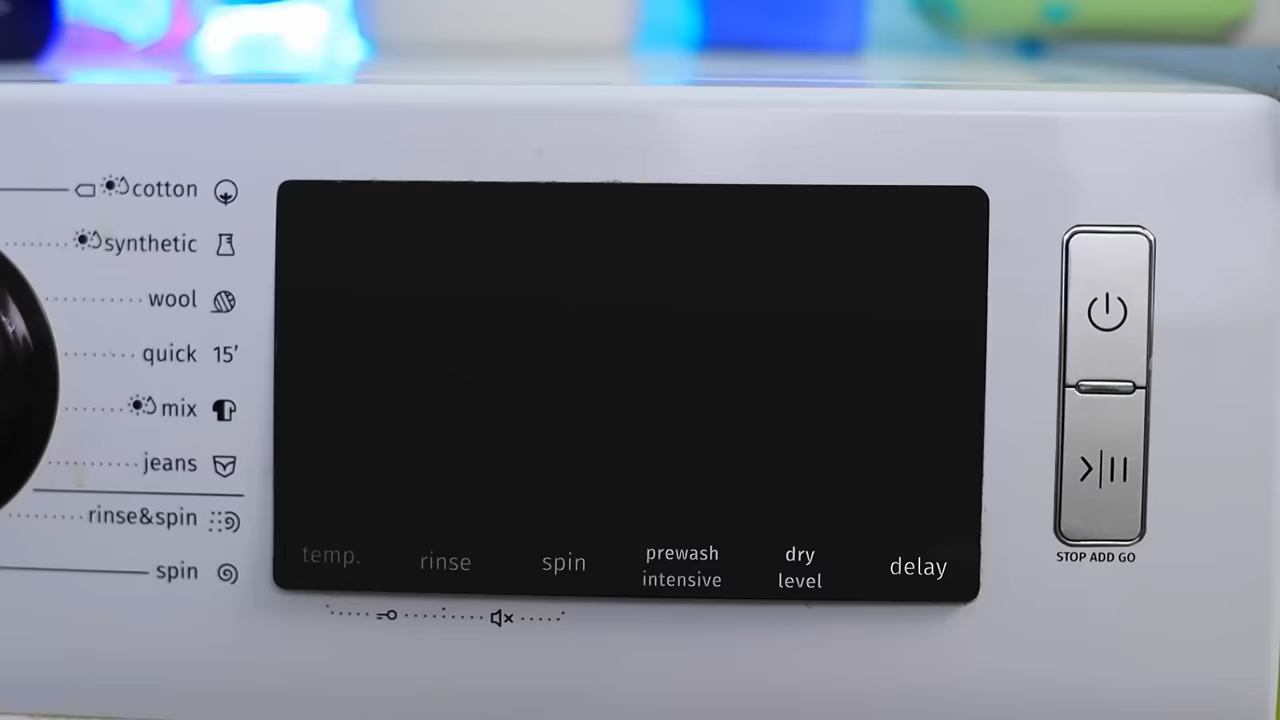 cotton
synthetic
wool
quick 15'
mix
jeans
rinse&spin
spin
temp.
rinse
spin
prewash
intensive
dry
level
delay
STOP ADD GO